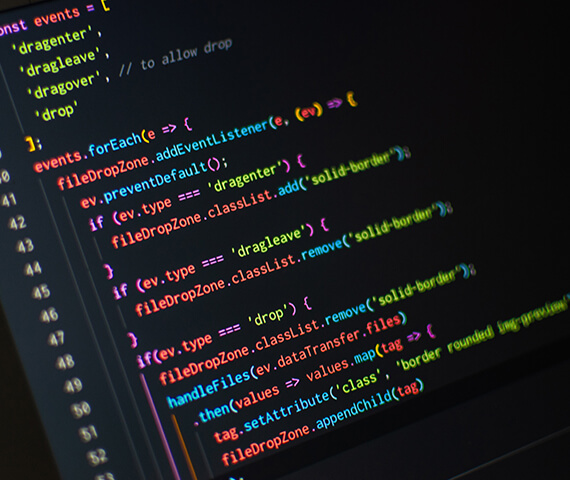 onst events = [
'dragenter',
'dragleave',
'dragover', // to allow drop
'drop'
];
events.forEach(e => {
fileDropZone.addEventListener(e, (ev) => {
41 ev.preventDefault();
42 if (ev.type === 'dragenter') {
43 fileDropZone.classList.add('solid-border');
44 }
45 if (ev.type === 'dragleave') {
46 fileDropZone.classList.remove('solid-border');
47 }
48 if(ev.type === 'drop') {
49 fileDropZone.classList.remove('solid-border');
50 handleFiles(ev.dataTransfer.files)
51 .then(values => values.map(tag => {
52 tag.setAttribute('class', 'border rounded img-preview'
fileDropZone.appendChild(tag)